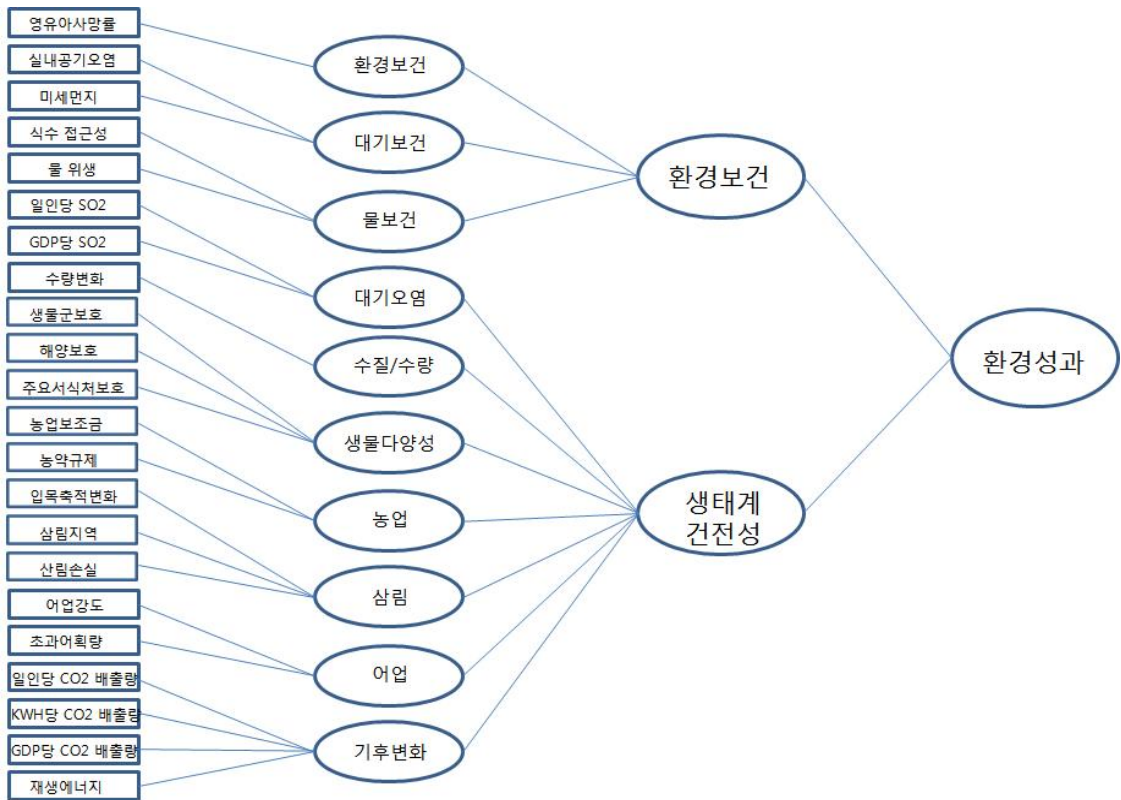 영유아사망률
실내공기오염
미세먼지
식수 접근성
물 위생
일인당 SO2
GDP당 SO2
수량변화
생물군보호
해양보호
주요서식처보호
농업보조금
농약규제
입목축적변화
삼림지역
산림손실
어업강도
초과어획량
일인당 CO2 배출량
KWH당 CO2 배출량
GDP당 CO2 배출량
재생에너지
환경보건
대기보건
물보건
대기오염
수질/수량
생물다양성
농업
삼림
어업
기후변화
환경보건
생태계
건전성
환경성과